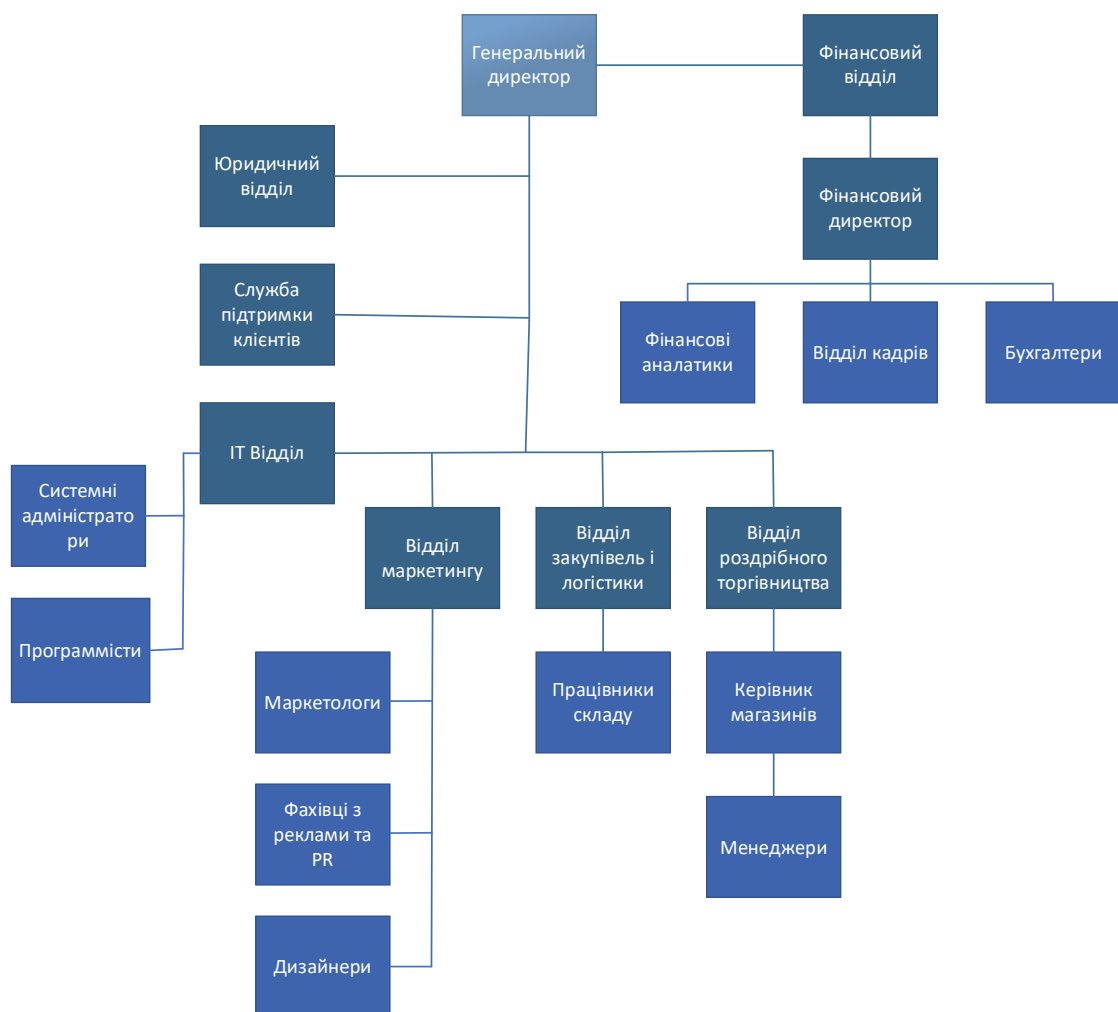 Генеральний
директор
Фінансовий
відділ
Юридичний
відділ
Фінансовий
директор
Служба
підтримки
клієнтів
Фінансові
аналатики
Відділ кадрів
Бухгалтери
ІТ Відділ
Системні
адміністрато
ри
Відділ
маркетингу
Відділ
закупівель і
логістики
Відділ
роздрібного
торгівництва
Программісти
Маркетологи
Працівники
складу
Керівник
магазинів
Фахівці з
реклами та
PR
Менеджери
Дизайнери